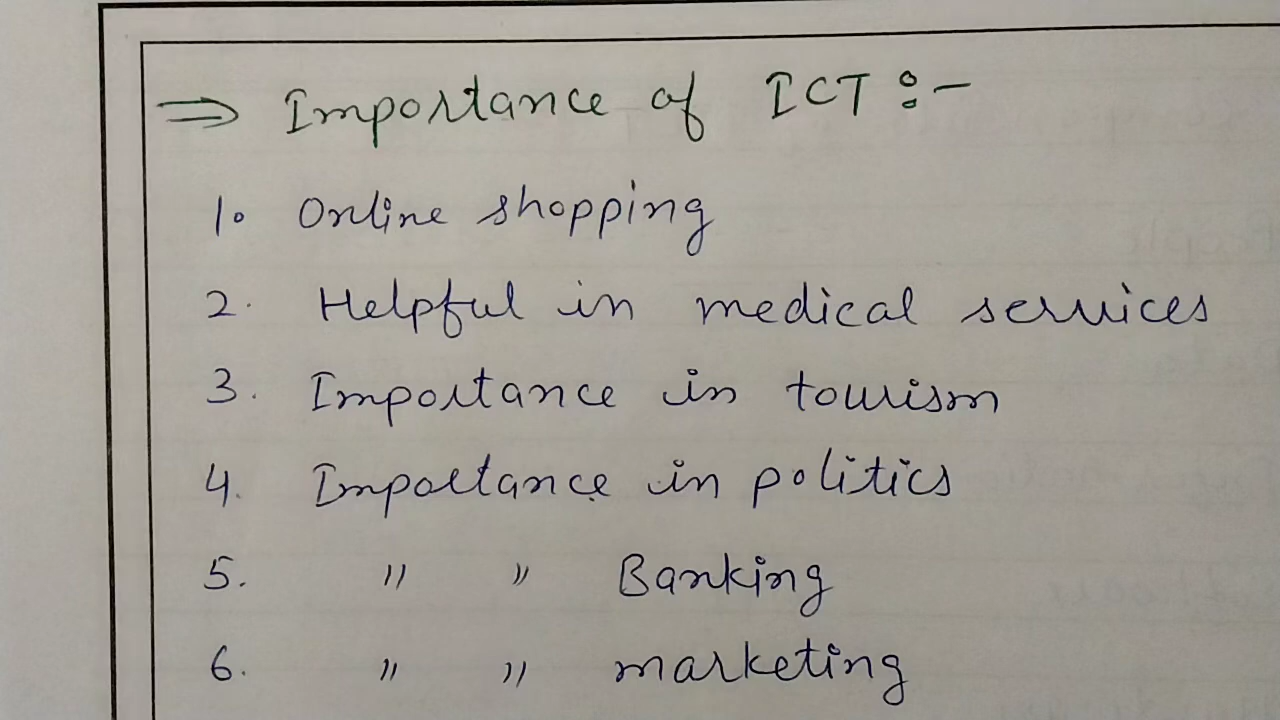 ⇒ Importance of ICT :-
1. Online shopping
2. Helpful in medical services
3. Importance in tourism
4. Importance in politics
5. " " Banking
6. " " marketing